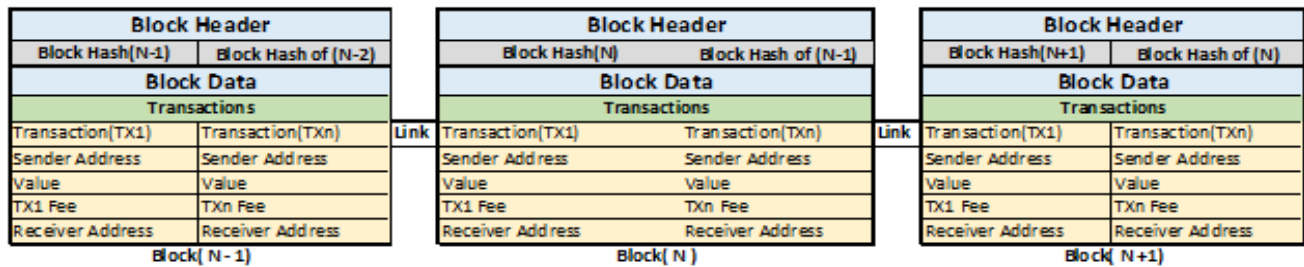 Block Header
Block Hash(N-1) Block Hash of (N-2)
Block Data
Transactions
Transaction(TX1) Transaction(TXn)
Sender Address Sender Address
Value Value
TX1 Fee TXn Fee
Receiver Address Receiver Address
Block( N - 1)
Link
Block Header
Block Hash(N) Block Hash of (N-1)
Block Data
Transactions
Transaction(TX1) Transaction(TXn)
Sender Address Sender Address
Value Value
TX1 Fee TXn Fee
Receiver Address Receiver Address
Block( N )
Link
Block Header
Block Hash(N+1) Block Hash of (N)
Block Data
Transactions
Transaction(TX1) Transaction(TXn)
Sender Address Sender Address
Value Value
TX1 Fee TXn Fee
Receiver Address Receiver Address
Block( N+1)